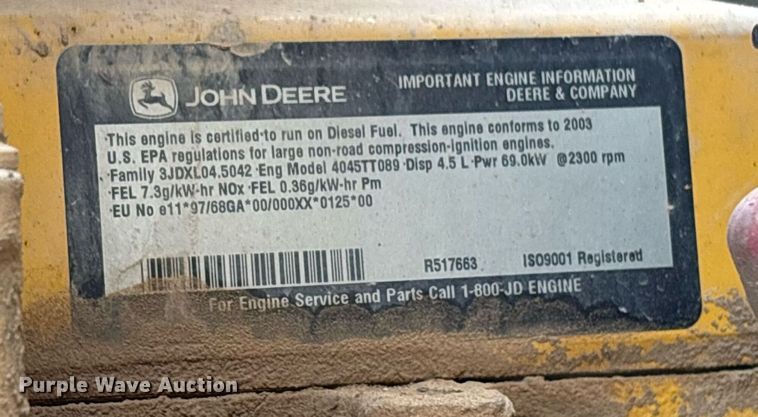 JOHN DEERE
IMPORTANT ENGINE INFORMATION
DEERE & COMPANY
This engine is certified to run on Diesel Fuel. This engine conforms to 2003
U.S. EPA regulations for large non-road compression-ignition engines.
Family 3JDXL04.5042 Eng Model 4045TT089 Disp 4.5 L Pwr 69.0kW @2300 rpm
FEL 7.3g/kW-hr NOx FEL 0.36g/kW-hr Pm
EU No e11*97/68GA*00/000XX*0125*00
R517663 ISO9001 Registered
For Engine Service and Parts Call 1-800-JD ENGINE
Purple Wave Auction